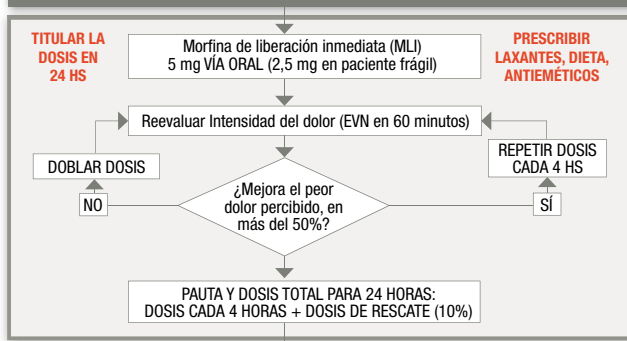 TITULAR LA
DOSIS EN
24 HS
Morfina de liberación inmediata (MLI)
5 mg VÍA ORAL (2,5 mg en paciente frágil)
PRESCRIBIR
LAXANTES, DIETA,
ANTIEMÉTICOS
Reevaluar Intensidad del dolor (EVN en 60 minutos)
DOBLAR DOSIS
REPETIR DOSIS
CADA 4 HS
NO
¿Mejora el peor
dolor percibido, en
más del 50%?
SÍ
PAUTA Y DOSIS TOTAL PARA 24 HORAS:
DOSIS CADA 4 HORAS + DOSIS DE RESCATE (10%)